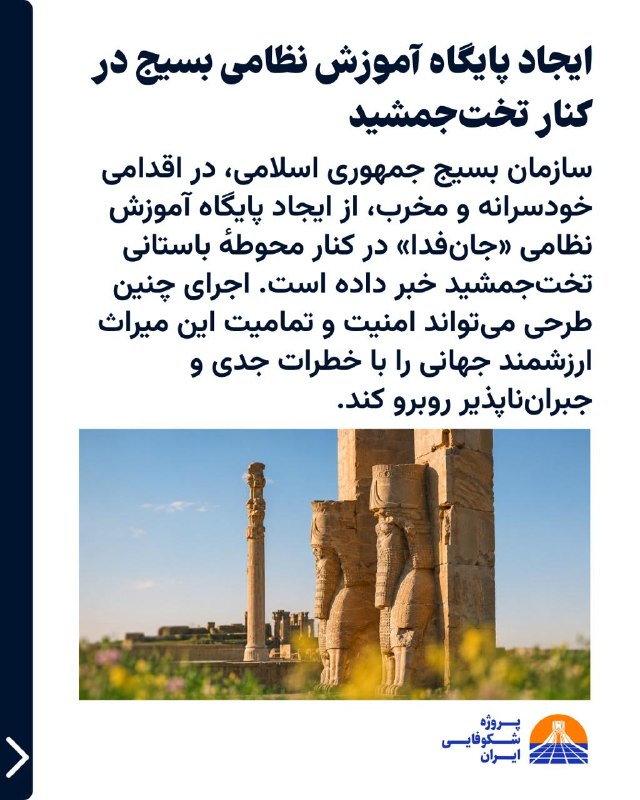 ایجاد پایگاه آموزش نظامی بسیج در
کنار تخت‌جمشید
سازمان بسیج جمهوری اسلامی، در اقدامی
خودسرانه و مخرب، از ایجاد پایگاه آموزش
نظامی «جان‌فدا» در کنار محوطهٔ باستانی
تخت‌جمشید خبر داده است. اجرای چنین
طرحی می‌تواند امنیت و تمامیت این میراث
ارزشمند جهانی را با خطرات جدی و
جبران‌ناپذیر روبرو کند.
پروژه
شکوفایی
ایران